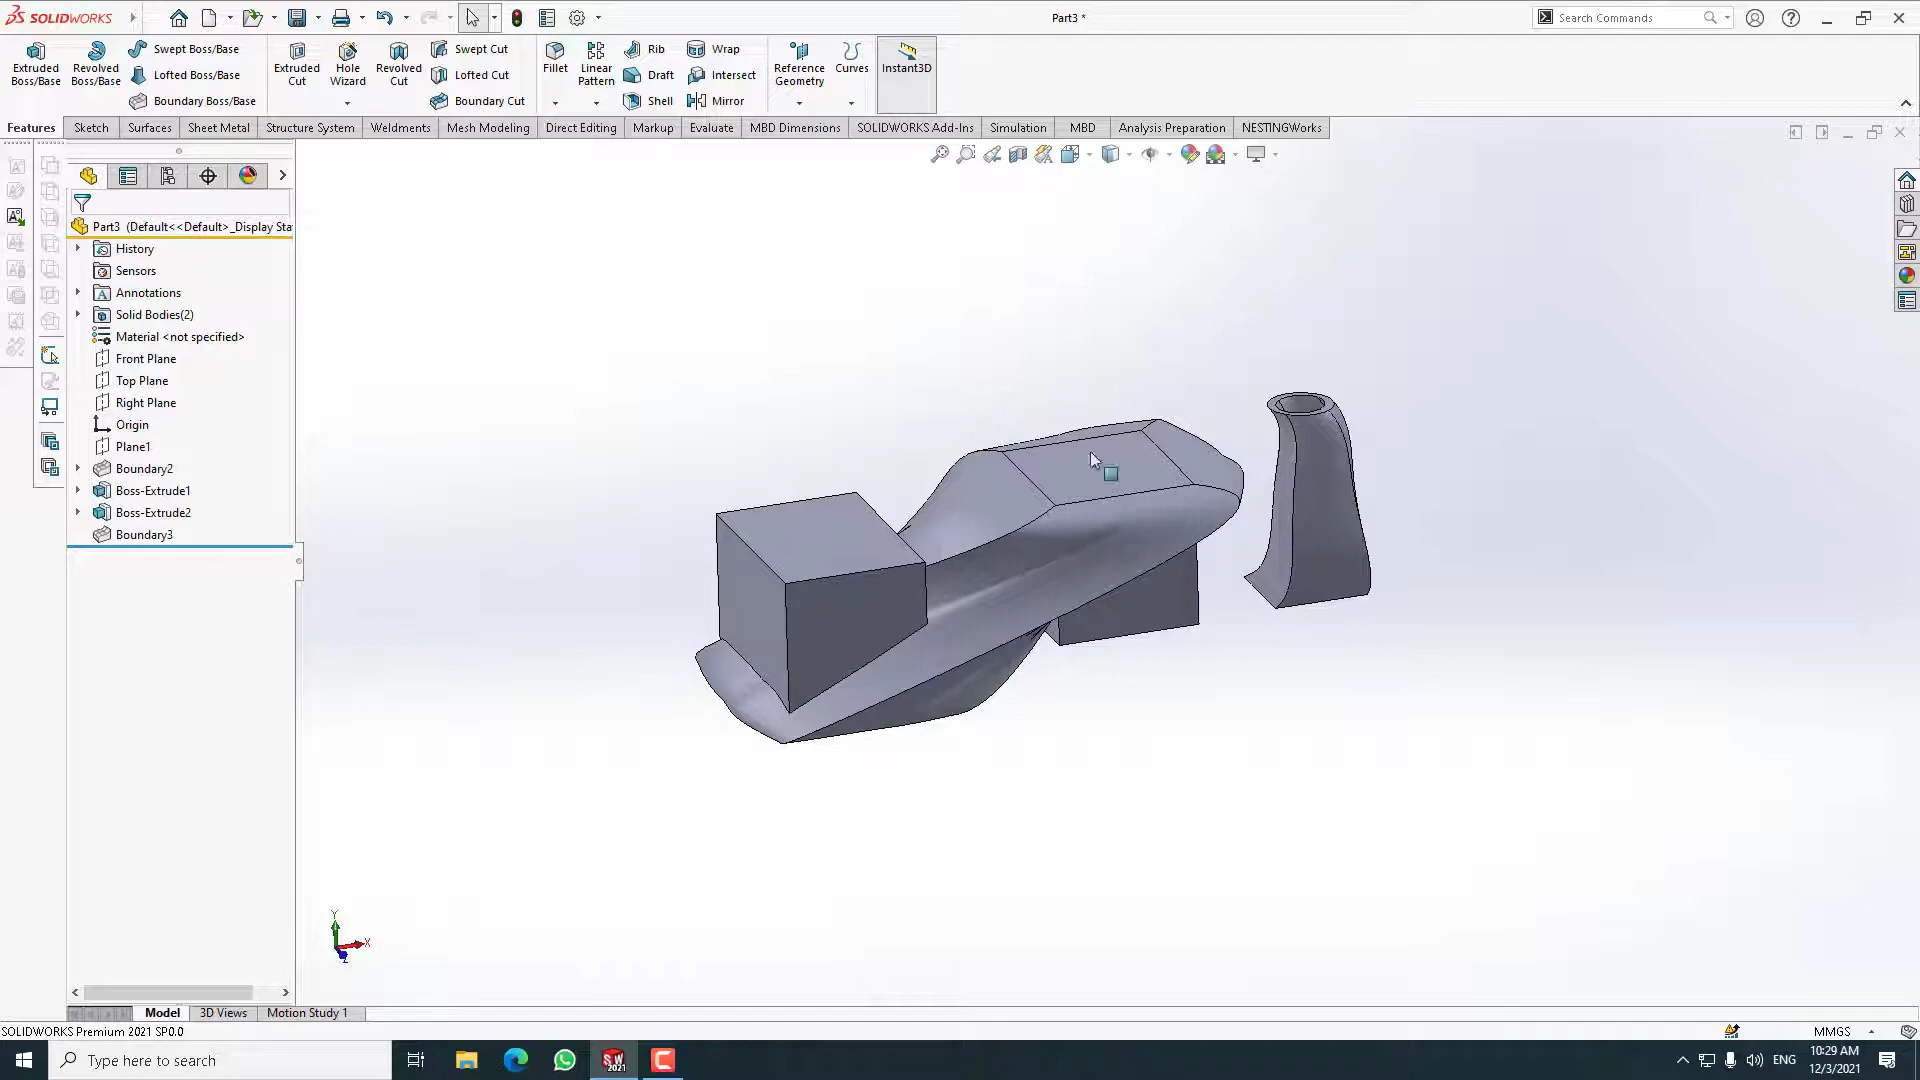 SOLIDWORKS
Part3 *
Search Commands
Extruded Boss/Base
Revolved Boss/Base
Swept Boss/Base
Lofted Boss/Base
Boundary Boss/Base
Extruded Cut
Hole Wizard
Revolved Cut
Swept Cut
Lofted Cut
Boundary Cut
Fillet
Linear Pattern
Rib
Draft
Shell
Wrap
Intersect
Mirror
Reference Geometry
Curves
Instant3D
Features
Sketch
Surfaces
Sheet Metal
Structure System
Weldments
Mesh Modeling
Direct Editing
Markup
Evaluate
MBD Dimensions
SOLIDWORKS Add-Ins
Simulation
MBD
Analysis Preparation
NESTINGWorks
Part3 (Default<<Default>_Display Sta
History
Sensors
Annotations
Solid Bodies(2)
Material <not specified>
Front Plane
Top Plane
Right Plane
Origin
Plane1
Boundary2
Boss-Extrude1
Boss-Extrude2
Boundary3
Y
X
Z
Model
3D Views
Motion Study 1
SOLIDWORKS Premium 2021 SP0.0
MMGS
Type here to search
SW
2021
ENG
10:29 AM
12/3/2021